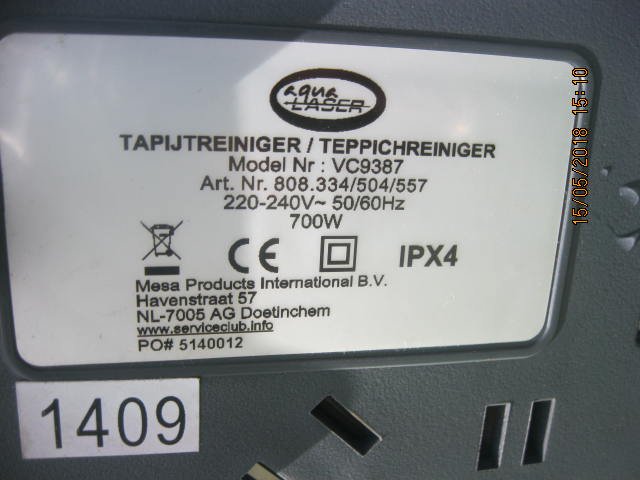 aqua
LASER
TAPIJTREINIGER / TEPPICHREINIGER
Model Nr : VC9387
Art. Nr. 808.334/504/557
220-240V~ 50/60Hz
700W
CE
IPX4
Mesa Products International B.V.
Havenstraat 57
NL-7005 AG Doetinchem
www.serviceclub.info
PO# 5140012
1409
15/05/2018 15:10